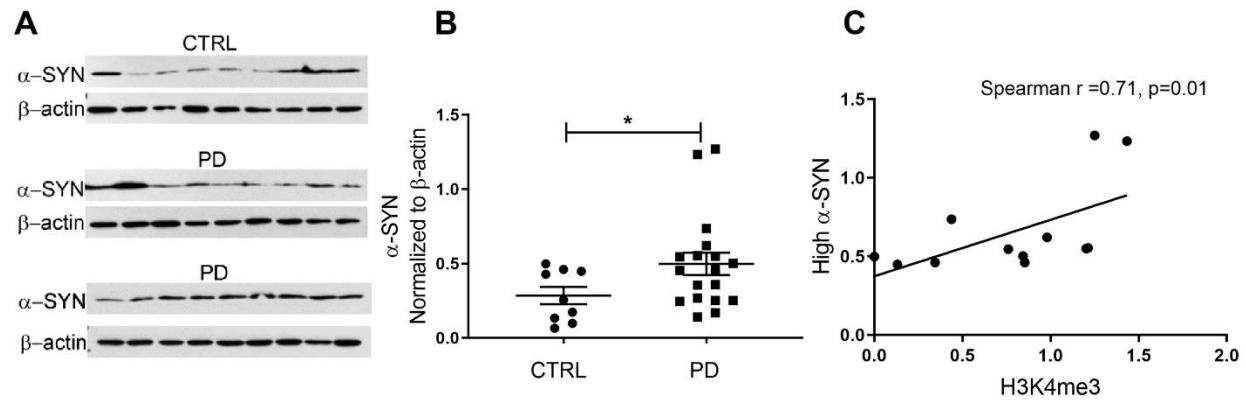 A
CTRL
α–SYN
β–actin
PD
α–SYN
β–actin
PD
α–SYN
β–actin
B
*
α-SYN
Normalized to β-actin
1.5
1.0
0.5
0.0
CTRL
PD
C
Spearman r =0.71, p=0.01
High α-SYN
1.5
1.0
0.5
0.0
0.0
0.5
1.0
1.5
2.0
H3K4me3